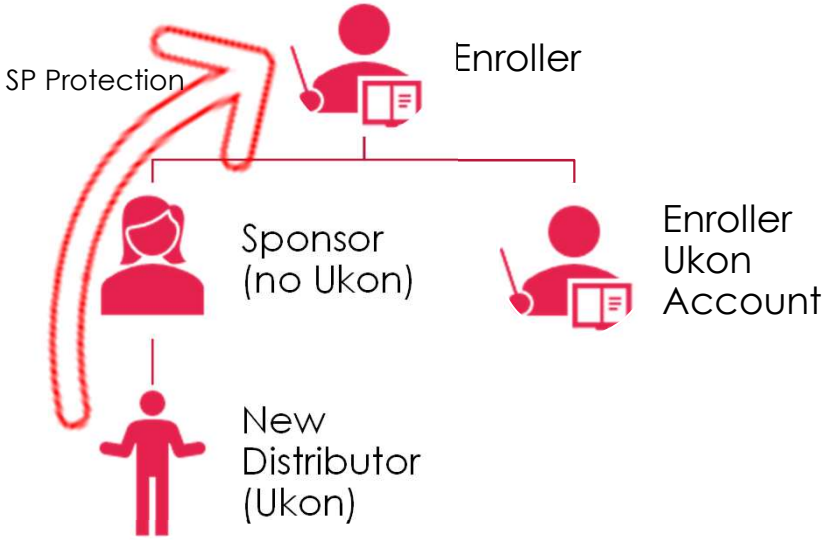 Enroller
SP Protection
Sponsor
(no Ukon)
Enroller
Ukon
Account
New
Distributor
(Ukon)